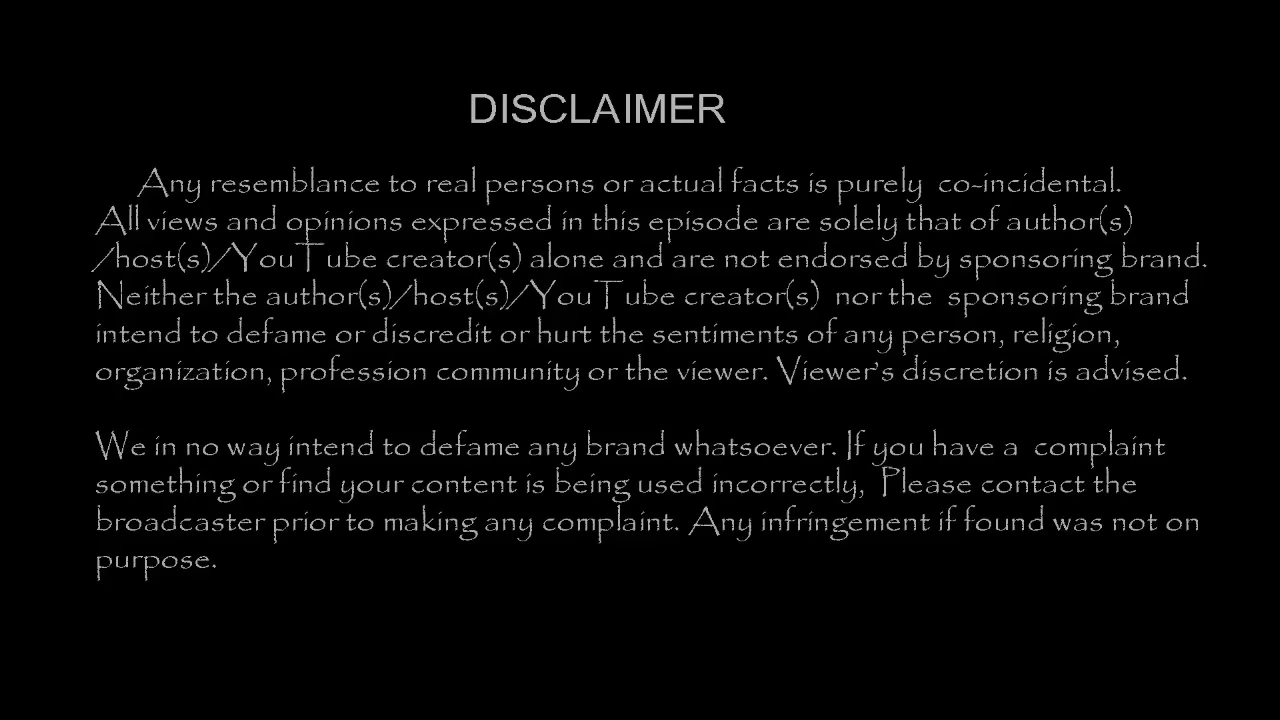 DISCLAIMER
Any resemblance to real persons or actual facts is purely co-incidental.
All views and opinions expressed in this episode are solely that of author(s)
/host(s)/YouTube creator(s) alone and are not endorsed by sponsoring brand.
Neither the author(s)/host(s)/YouTube creator(s) nor the sponsoring brand
intend to defame or discredit or hurt the sentiments of any person, religion,
organization, profession community or the viewer. Viewer's discretion is advised.
We in no way intend to defame any brand whatsoever. If you have a complaint
something or find your content is being used incorrectly, Please contact the
broadcaster prior to making any complaint. Any infringement if found was not on
purpose.